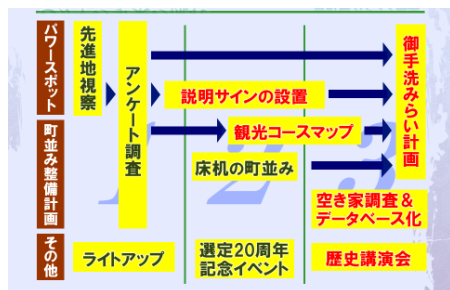 パワースポット
先進地視察
アンケート調査
説明サインの設置
御手洗みらい計画
観光コースマップ
町並み整備計画
床机の町並み
空き家調査&
データベース化
その他
ライトアップ
選定20周年
記念イベント
歴史講演会
1
2
3